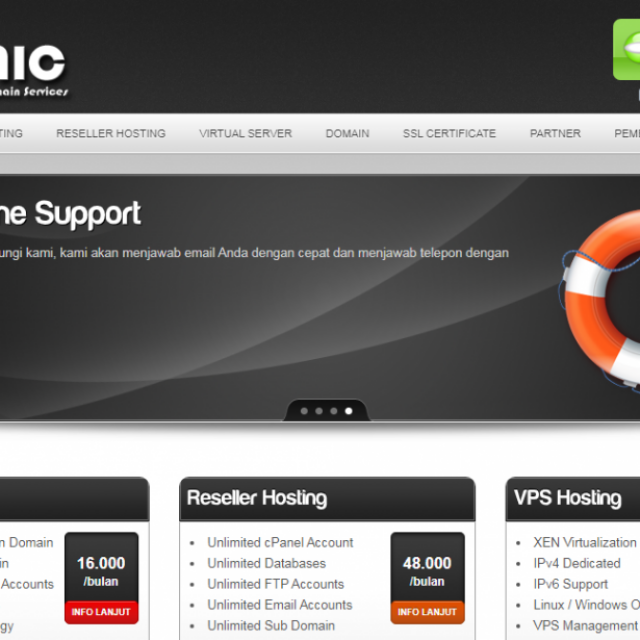 nic
main Services
TING RESELLER HOSTING VIRTUAL SERVER DOMAIN SSL CERTIFICATE PARTNER PEM
ne Support
ungi kami, kami akan menjawab email Anda dengan cepat dan menjawab telepon dengan
Reseller Hosting
VPS Hosting
n Domain
in
Accounts
gy
16.000
/bulan
INFO LANJUT
• Unlimited cPanel Account
• Unlimited Databases
• Unlimited FTP Accounts
• Unlimited Email Accounts
• Unlimited Sub Domain
48.000
/bulan
INFO LANJUT
• XEN Virtualization
• IPv4 Dedicated
• IPv6 Support
• Linux / Windows O
• VPS Management